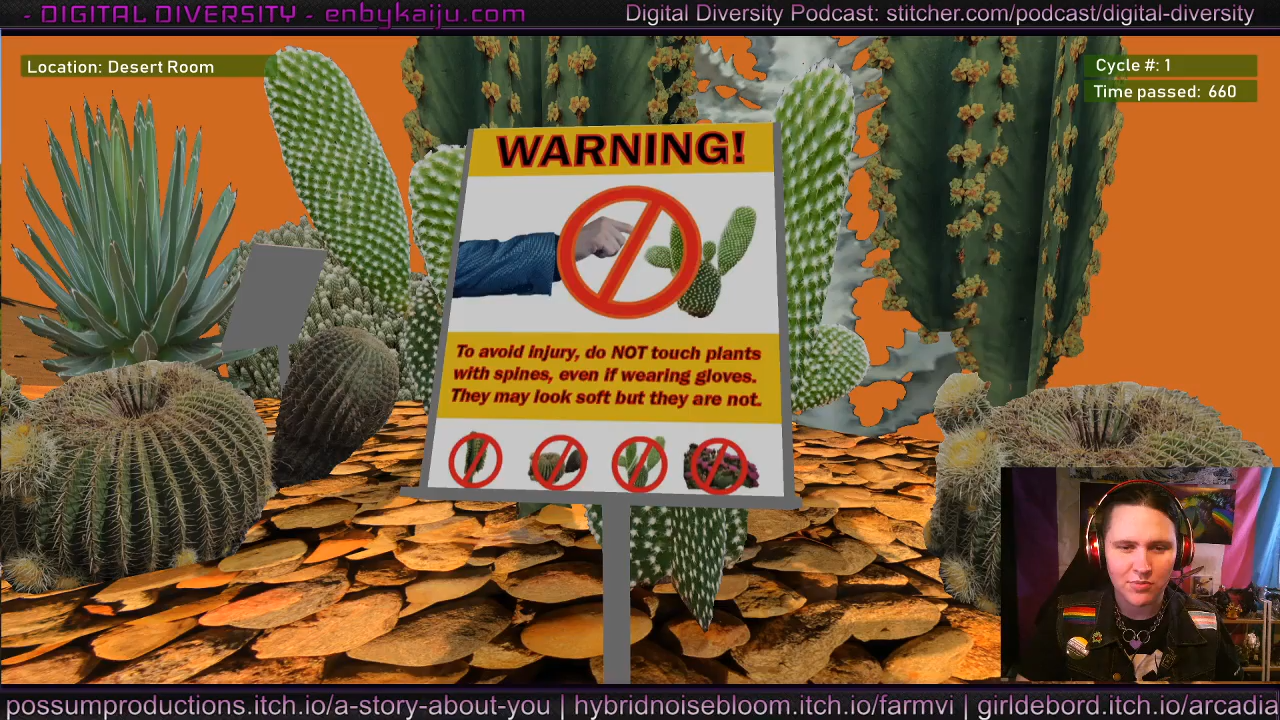 - DIGITAL DIVERSITY - enbykaiju.com
Digital Diversity Podcast: stitcher.com/podcast/digital-diversity
Location: Desert Room
Cycle #: 1
Time passed: 660
WARNING!
To avoid injury, do NOT touch plants
with spines, even if wearing gloves.
They may look soft but they are not.
possumproductions.itch.io/a-story-about-you | hybridnoisebloom.itch.io/farmvi | girldebord.itch.io/arcadia